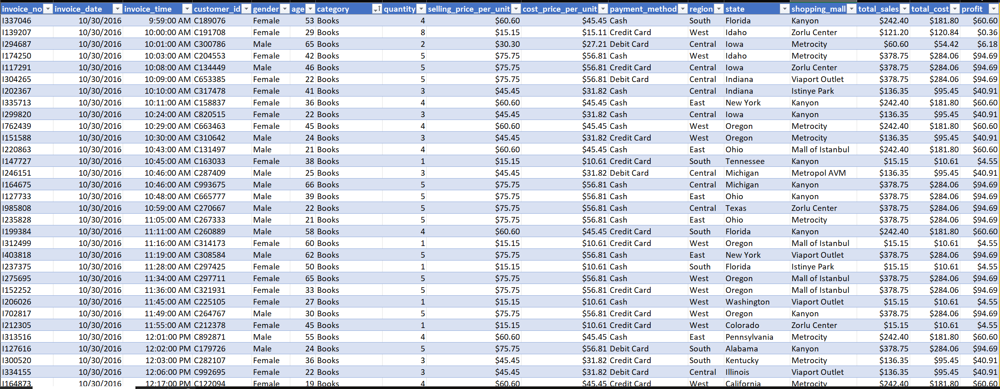 invoice_no invoice_date invoice_time customer_id gender age category quantity selling_price_per_unit cost_price_per_unit payment_method region state shopping_mall total_sales total_cost profit
I337046 10/30/2016 9:59:00 AM C189076 Female 53 Books 4 $60.60 $45.45 Cash South Florida Kanyon $242.40 $181.80 $60.60
I139207 10/30/2016 10:00:00 AM C191708 Female 29 Books 8 $15.15 $15.11 Credit Card West Idaho Zorlu Center $121.20 $120.84 $0.36
I294687 10/30/2016 10:01:00 AM C300786 Male 65 Books 2 $30.30 $27.21 Debit Card Central Iowa Metrocity $60.60 $54.42 $6.18
I174250 10/30/2016 10:03:00 AM C204553 Female 42 Books 5 $75.75 $56.81 Cash West Idaho Metrocity $378.75 $284.06 $94.69
I117291 10/30/2016 10:08:00 AM C134449 Male 46 Books 5 $75.75 $56.81 Credit Card Central Iowa Zorlu Center $378.75 $284.06 $94.69
I304265 10/30/2016 10:09:00 AM C653385 Female 22 Books 5 $75.75 $56.81 Debit Card Central Indiana Viaport Outlet $378.75 $284.06 $94.69
I202367 10/30/2016 10:10:00 AM C317478 Female 41 Books 3 $45.45 $31.82 Cash Central Indiana Istinye Park $136.35 $95.45 $40.91
I335713 10/30/2016 10:11:00 AM C158837 Female 36 Books 4 $60.60 $45.45 Cash East New York Kanyon $242.40 $181.80 $60.60
I299820 10/30/2016 10:24:00 AM C820515 Female 22 Books 3 $45.45 $31.82 Cash Central Iowa Kanyon $136.35 $95.45 $40.91
I762439 10/30/2016 10:29:00 AM C663463 Female 45 Books 4 $60.60 $45.45 Cash West Oregon Metrocity $242.40 $181.80 $60.60
I151588 10/30/2016 10:30:00 AM C310642 Male 24 Books 3 $45.45 $31.82 Credit Card West Oregon Metrocity $136.35 $95.45 $40.91
I220863 10/30/2016 10:43:00 AM C131497 Male 21 Books 4 $60.60 $45.45 Cash East Ohio Mall of Istanbul $242.40 $181.80 $60.60
I147727 10/30/2016 10:45:00 AM C163033 Female 38 Books 1 $15.15 $10.61 Credit Card South Tennessee Kanyon $15.15 $10.61 $4.55
I246151 10/30/2016 10:46:00 AM C287409 Male 25 Books 3 $45.45 $31.82 Debit Card Central Michigan Metropol AVM $136.35 $95.45 $40.91
I164675 10/30/2016 10:46:00 AM C993675 Male 66 Books 5 $75.75 $56.81 Cash Central Michigan Kanyon $378.75 $284.06 $94.69
I127733 10/30/2016 10:48:00 AM C665777 Male 39 Books 5 $75.75 $56.81 Cash East Ohio Kanyon $378.75 $284.06 $94.69
I985808 10/30/2016 10:59:00 AM C270667 Male 22 Books 5 $75.75 $56.81 Cash Central Texas Zorlu Center $378.75 $284.06 $94.69
I235828 10/30/2016 11:05:00 AM C267333 Male 21 Books 5 $75.75 $56.81 Cash East Ohio Metrocity $378.75 $284.06 $94.69
I199384 10/30/2016 11:11:00 AM C260889 Male 58 Books 4 $60.60 $45.45 Credit Card South Florida Kanyon $242.40 $181.80 $60.60
I312499 10/30/2016 11:16:00 AM C314173 Female 60 Books 1 $15.15 $10.61 Credit Card West Oregon Mall of Istanbul $15.15 $10.61 $4.55
I403818 10/30/2016 11:19:00 AM C308584 Male 62 Books 5 $75.75 $56.81 Cash East New York Viaport Outlet $378.75 $284.06 $94.69
I237375 10/30/2016 11:28:00 AM C297425 Female 50 Books 1 $15.15 $10.61 Cash South Florida Istinye Park $15.15 $10.61 $4.55
I275695 10/30/2016 11:34:00 AM C297711 Female 65 Books 5 $75.75 $56.81 Cash West Oregon Mall of Istanbul $378.75 $284.06 $94.69
I152252 10/30/2016 11:36:00 AM C321931 Female 33 Books 5 $75.75 $56.81 Credit Card West Oregon Mall of Istanbul $378.75 $284.06 $94.69
I206026 10/30/2016 11:45:00 AM C225105 Female 27 Books 1 $15.15 $10.61 Cash West Washington Viaport Outlet $15.15 $10.61 $4.55
I702817 10/30/2016 11:49:00 AM C264767 Male 30 Books 5 $75.75 $56.81 Credit Card West Oregon Kanyon $378.75 $284.06 $94.69
I212305 10/30/2016 11:55:00 AM C212378 Female 45 Books 1 $15.15 $10.61 Credit Card West Colorado Zorlu Center $15.15 $10.61 $4.55
I313516 10/30/2016 12:01:00 PM C892871 Male 55 Books 4 $60.60 $45.45 Cash East Pennsylvania Metrocity $242.40 $181.80 $60.60
I127616 10/30/2016 12:02:00 PM C179726 Male 24 Books 5 $75.75 $56.81 Debit Card South Alabama Kanyon $378.75 $284.06 $94.69
I300520 10/30/2016 12:03:00 PM C282107 Female 36 Books 3 $45.45 $31.82 Credit Card South Kentucky Metrocity $136.35 $95.45 $40.91
I334155 10/30/2016 12:06:00 PM C992695 Female 22 Books 3 $45.45 $31.82 Debit Card Central Illinois Viaport Outlet $136.35 $95.45 $40.91
I164873 10/30/2016 12:17:00 PM C122094 Female 19 Books 4 $60.60 $45.45 Credit Card West California Metrocity $242.40 $181.80 $60.60